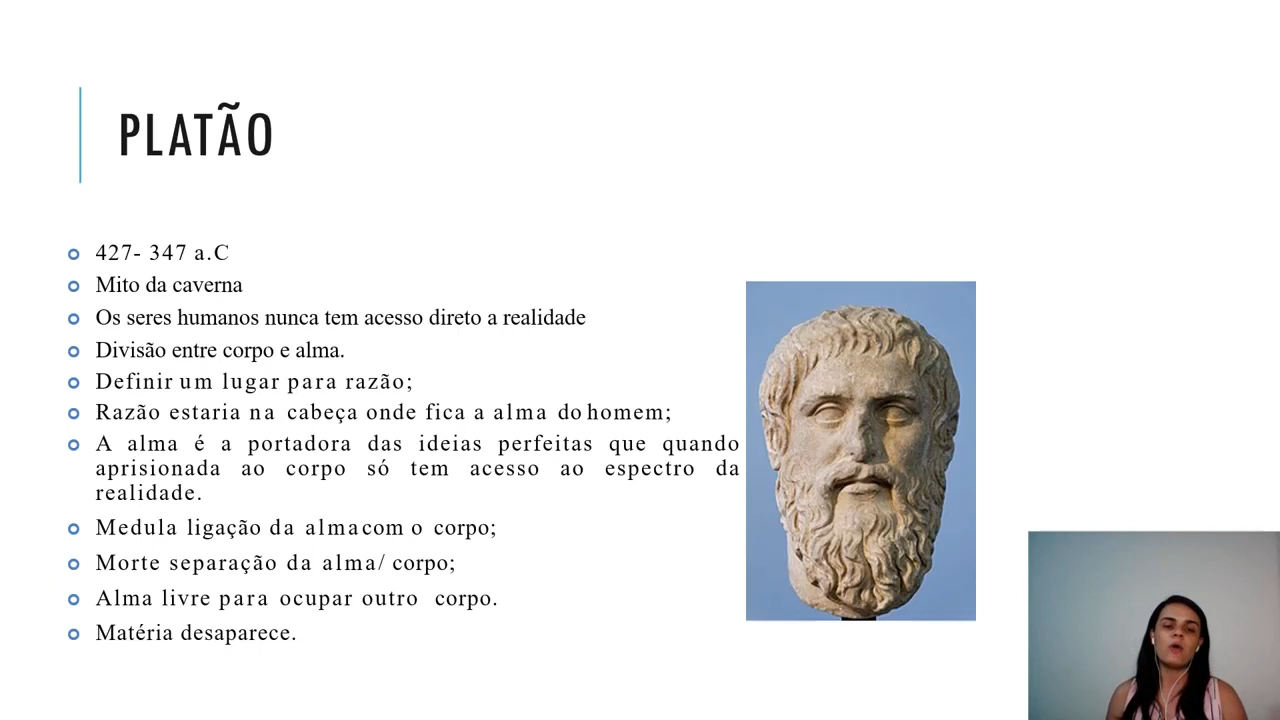 PLATÃO
427- 347 a.C
Mito da caverna
Os seres humanos nunca tem acesso direto a realidade
Divisão entre corpo e alma.
Definir um lugar para razão;
Razão estaria na cabeça onde fica a alma do homem;
A alma é a portadora das ideias perfeitas que quando
aprisionada ao corpo só tem acesso ao espectro da
realidade.
Medula ligação da alma com o corpo;
Morte separação da alma/ corpo;
Alma livre para ocupar outro corpo.
Matéria desaparece.